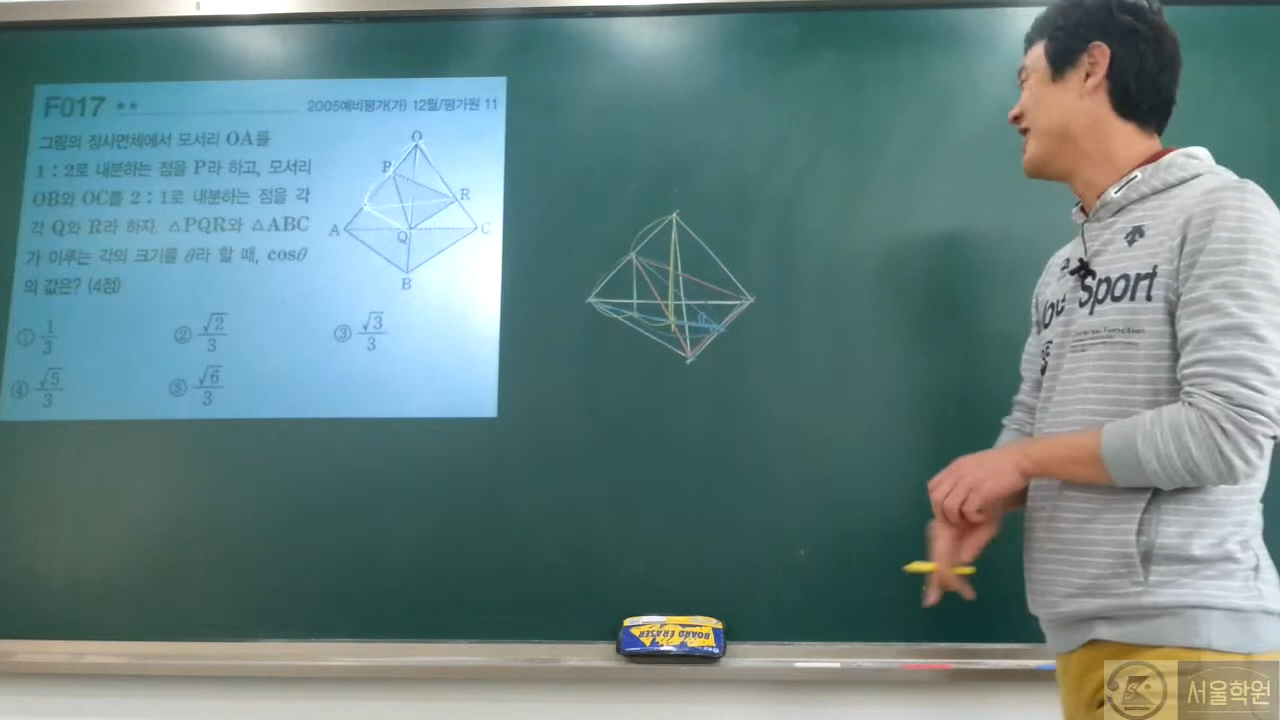 F017 ★★ 2005예비평가(가) 12월/평가원 11
그림의 정사면체에서 모서리 OA를
1 : 2로 내분하는 점을 P라 하고, 모서리
OB와 OC를 2 : 1로 내분하는 점을 각
각 Q와 R라 하자. △PQR와 △ABC
가 이루는 각의 크기를 θ라 할 때, cosθ
의 값은? (4점)
O
P
R
A
Q
C
B
① 1/3 ② √2/3 ③ √3/3
④ √5/3 ⑤ √6/3
Sport
BOARD ERASER
서울학원